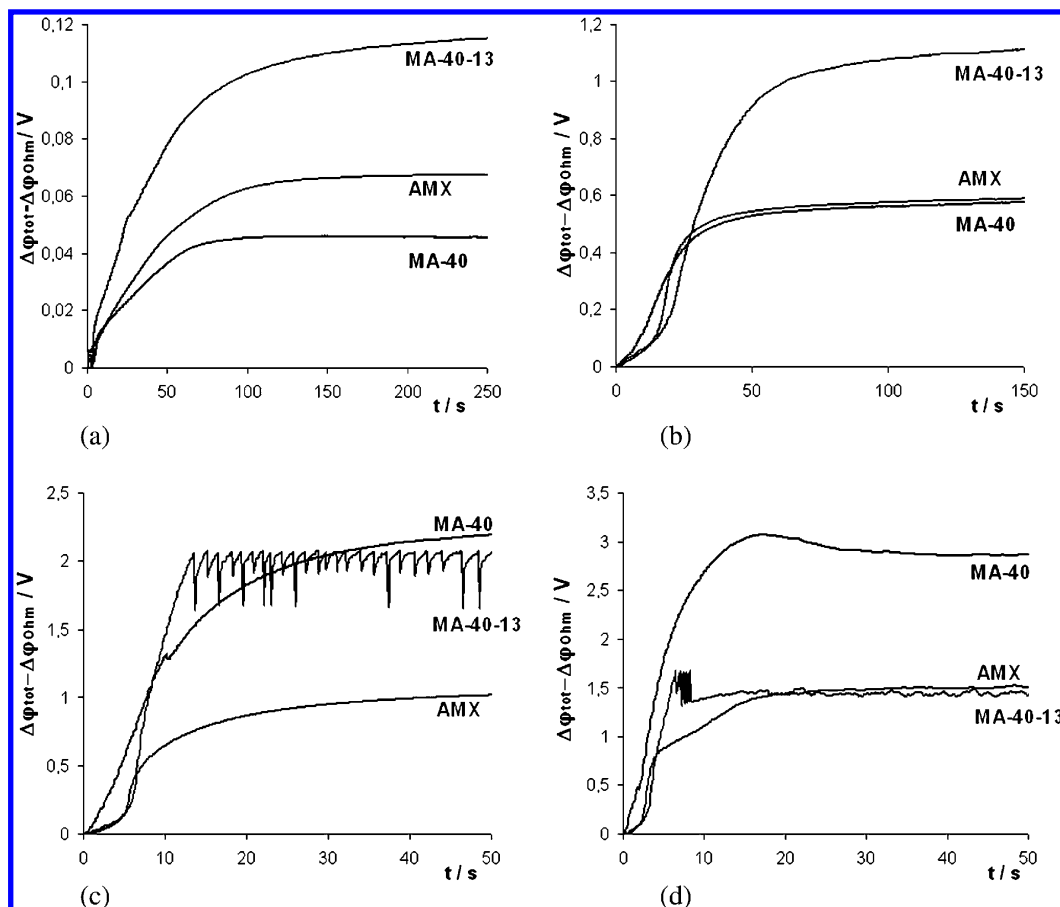 0,12
0,1
0,08
0,06
0,04
0,02
0
Δφtot-Δφohm/ V
MA-40-13
AMX
MA-40
0 50 100 150 200 250
t / s
(a)
1,2
1
0,8
0,6
0,4
0,2
0
Δφtot–Δφohm / V
MA-40-13
AMX
MA-40
0 50 100 150
t / s
(b)
2,5
2
1,5
1
0,5
0
Δφtot–Δφohm / V
MA-40
MA-40-13
AMX
0 10 20 30 40 50
t / s
(c)
3,5
3
2,5
2
1,5
1
0,5
0
Δφtot–Δφohm / V
MA-40
AMX
MA-40-13
0 10 20 30 40 50
t / s
(d)